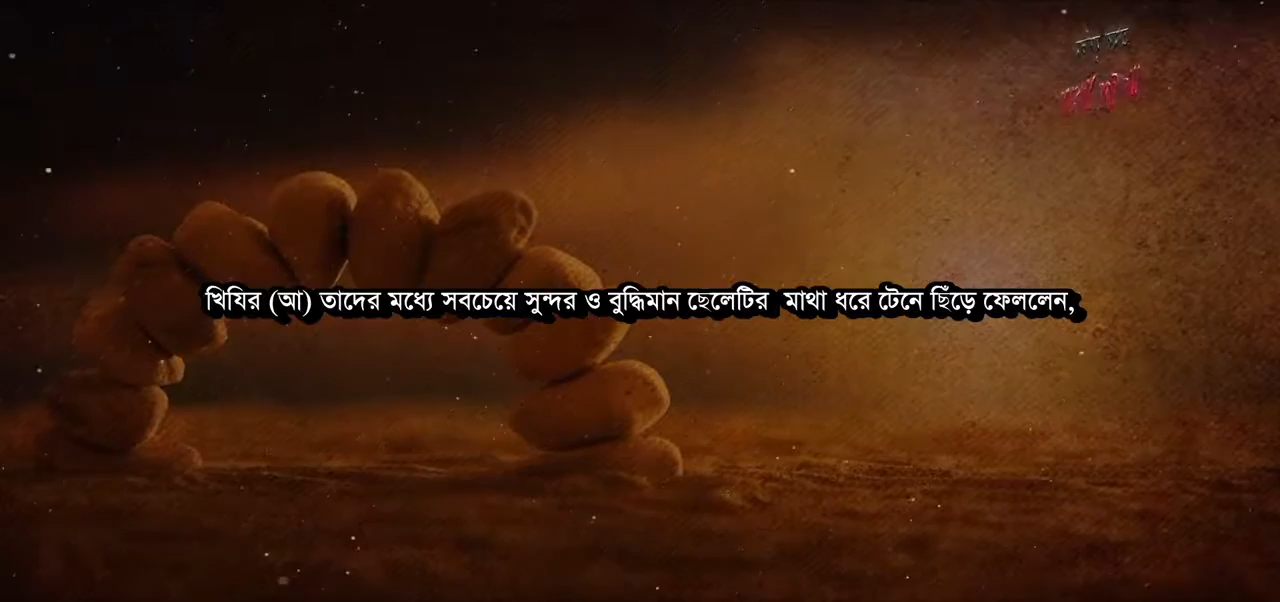 খিযির (আ) তাদের মধ্যে সবচেয়ে সুন্দর ও বুদ্ধিমান ছেলেটির মাথা ধরে টেনে ছিঁড়ে ফেললেন,